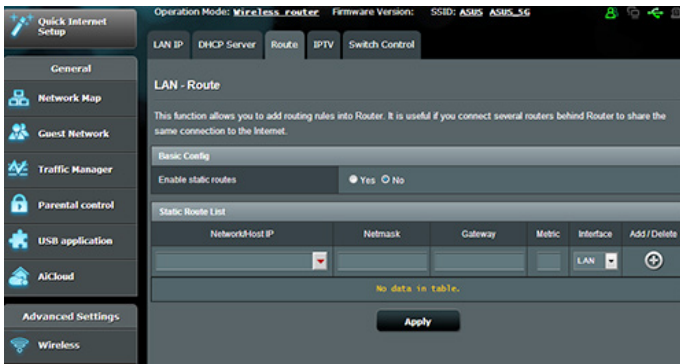 Quick Internet
Setup
Operation Mode: Wireless router Firmware Version: SSID: ASUS ASUS_5G
LAN IP DHCP Server Route IPTV Switch Control
General
Network Map
Guest Network
Traffic Manager
Parental control
USB application
AiCloud
Advanced Settings
Wireless
LAN - Route
This function allows you to add routing rules into Router. It is useful if you connect several routers behind Router to share the
same connection to the Internet.
Basic Config
Enable static routes Yes No
Static Route List
Network/Host IP Netmask Gateway Metric Interface Add / Delete
LAN
No data in table.
Apply